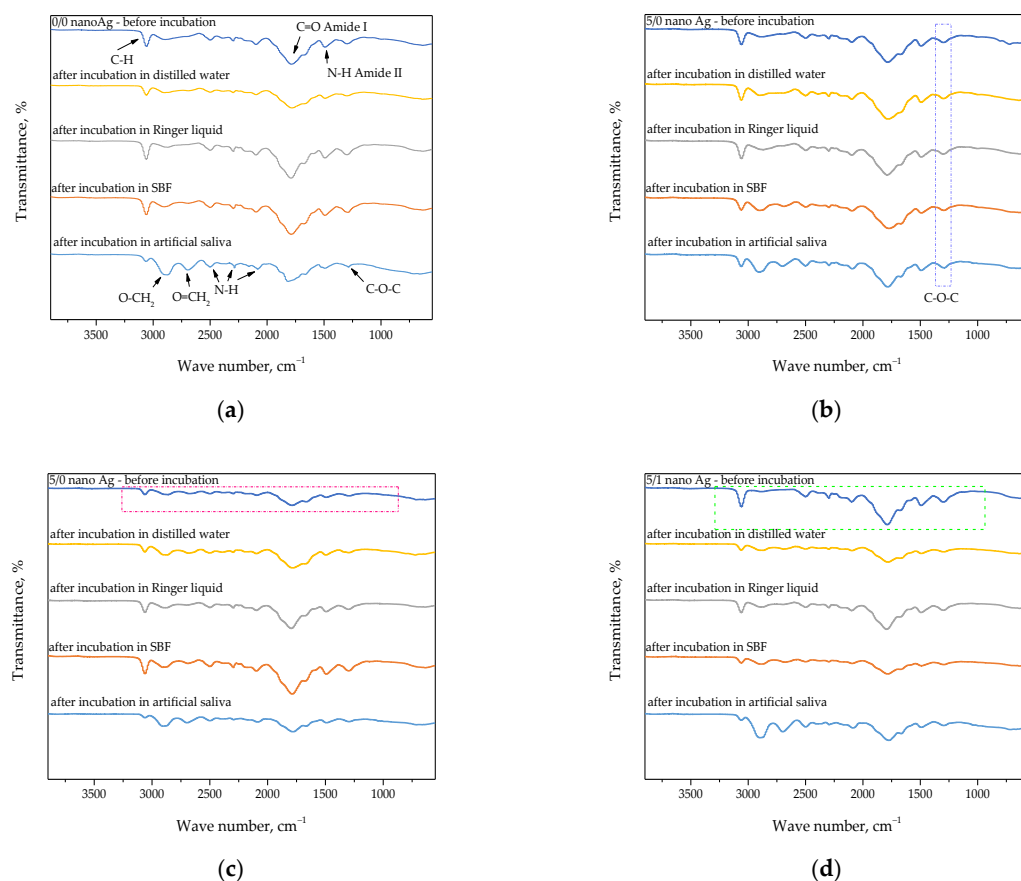 0/0 nanoAg - before incubation
C=O Amide I
C-H
N-H Amide II
after incubation in distilled water
after incubation in Ringer liquid
after incubation in SBF
after incubation in artificial saliva
O-CH₂
O=CH₂
N-H
C-O-C
Transmittance, %
3500 3000 2500 2000 1500 1000
Wave number, cm⁻¹
(a)
5/0 nano Ag - before incubation
after incubation in distilled water
after incubation in Ringer liquid
after incubation in SBF
after incubation in artificial saliva
C-O-C
Transmittance, %
3500 3000 2500 2000 1500 1000
Wave number, cm⁻¹
(b)
5/0 nano Ag - before incubation
after incubation in distilled water
after incubation in Ringer liquid
after incubation in SBF
after incubation in artificial saliva
Transmittance, %
3500 3000 2500 2000 1500 1000
Wave number, cm⁻¹
(c)
5/1 nano Ag - before incubation
after incubation in distilled water
after incubation in Ringer liquid
after incubation in SBF
after incubation in artificial saliva
Transmittance, %
3500 3000 2500 2000 1500 1000
Wave number, cm⁻¹
(d)